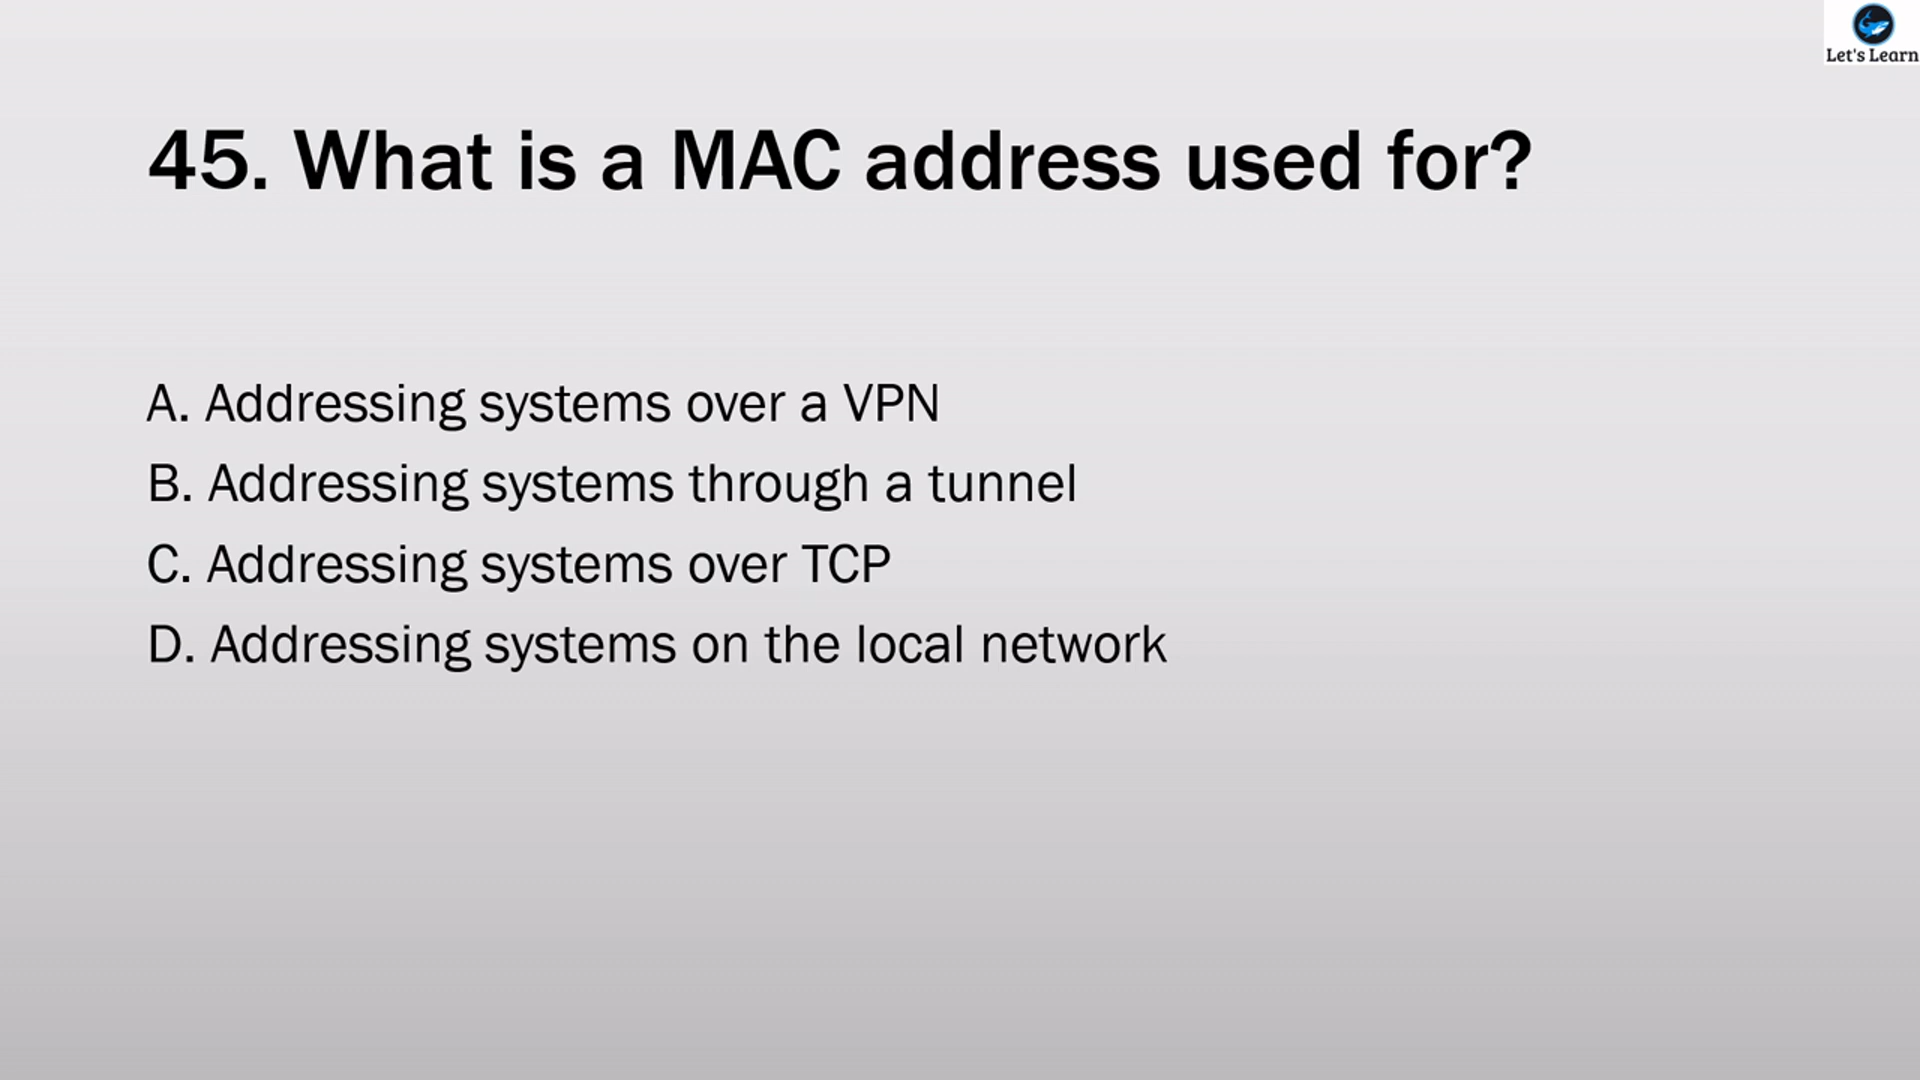 Let's Learn
45. What is a MAC address used for?
A. Addressing systems over a VPN
B. Addressing systems through a tunnel
C. Addressing systems over TCP
D. Addressing systems on the local network